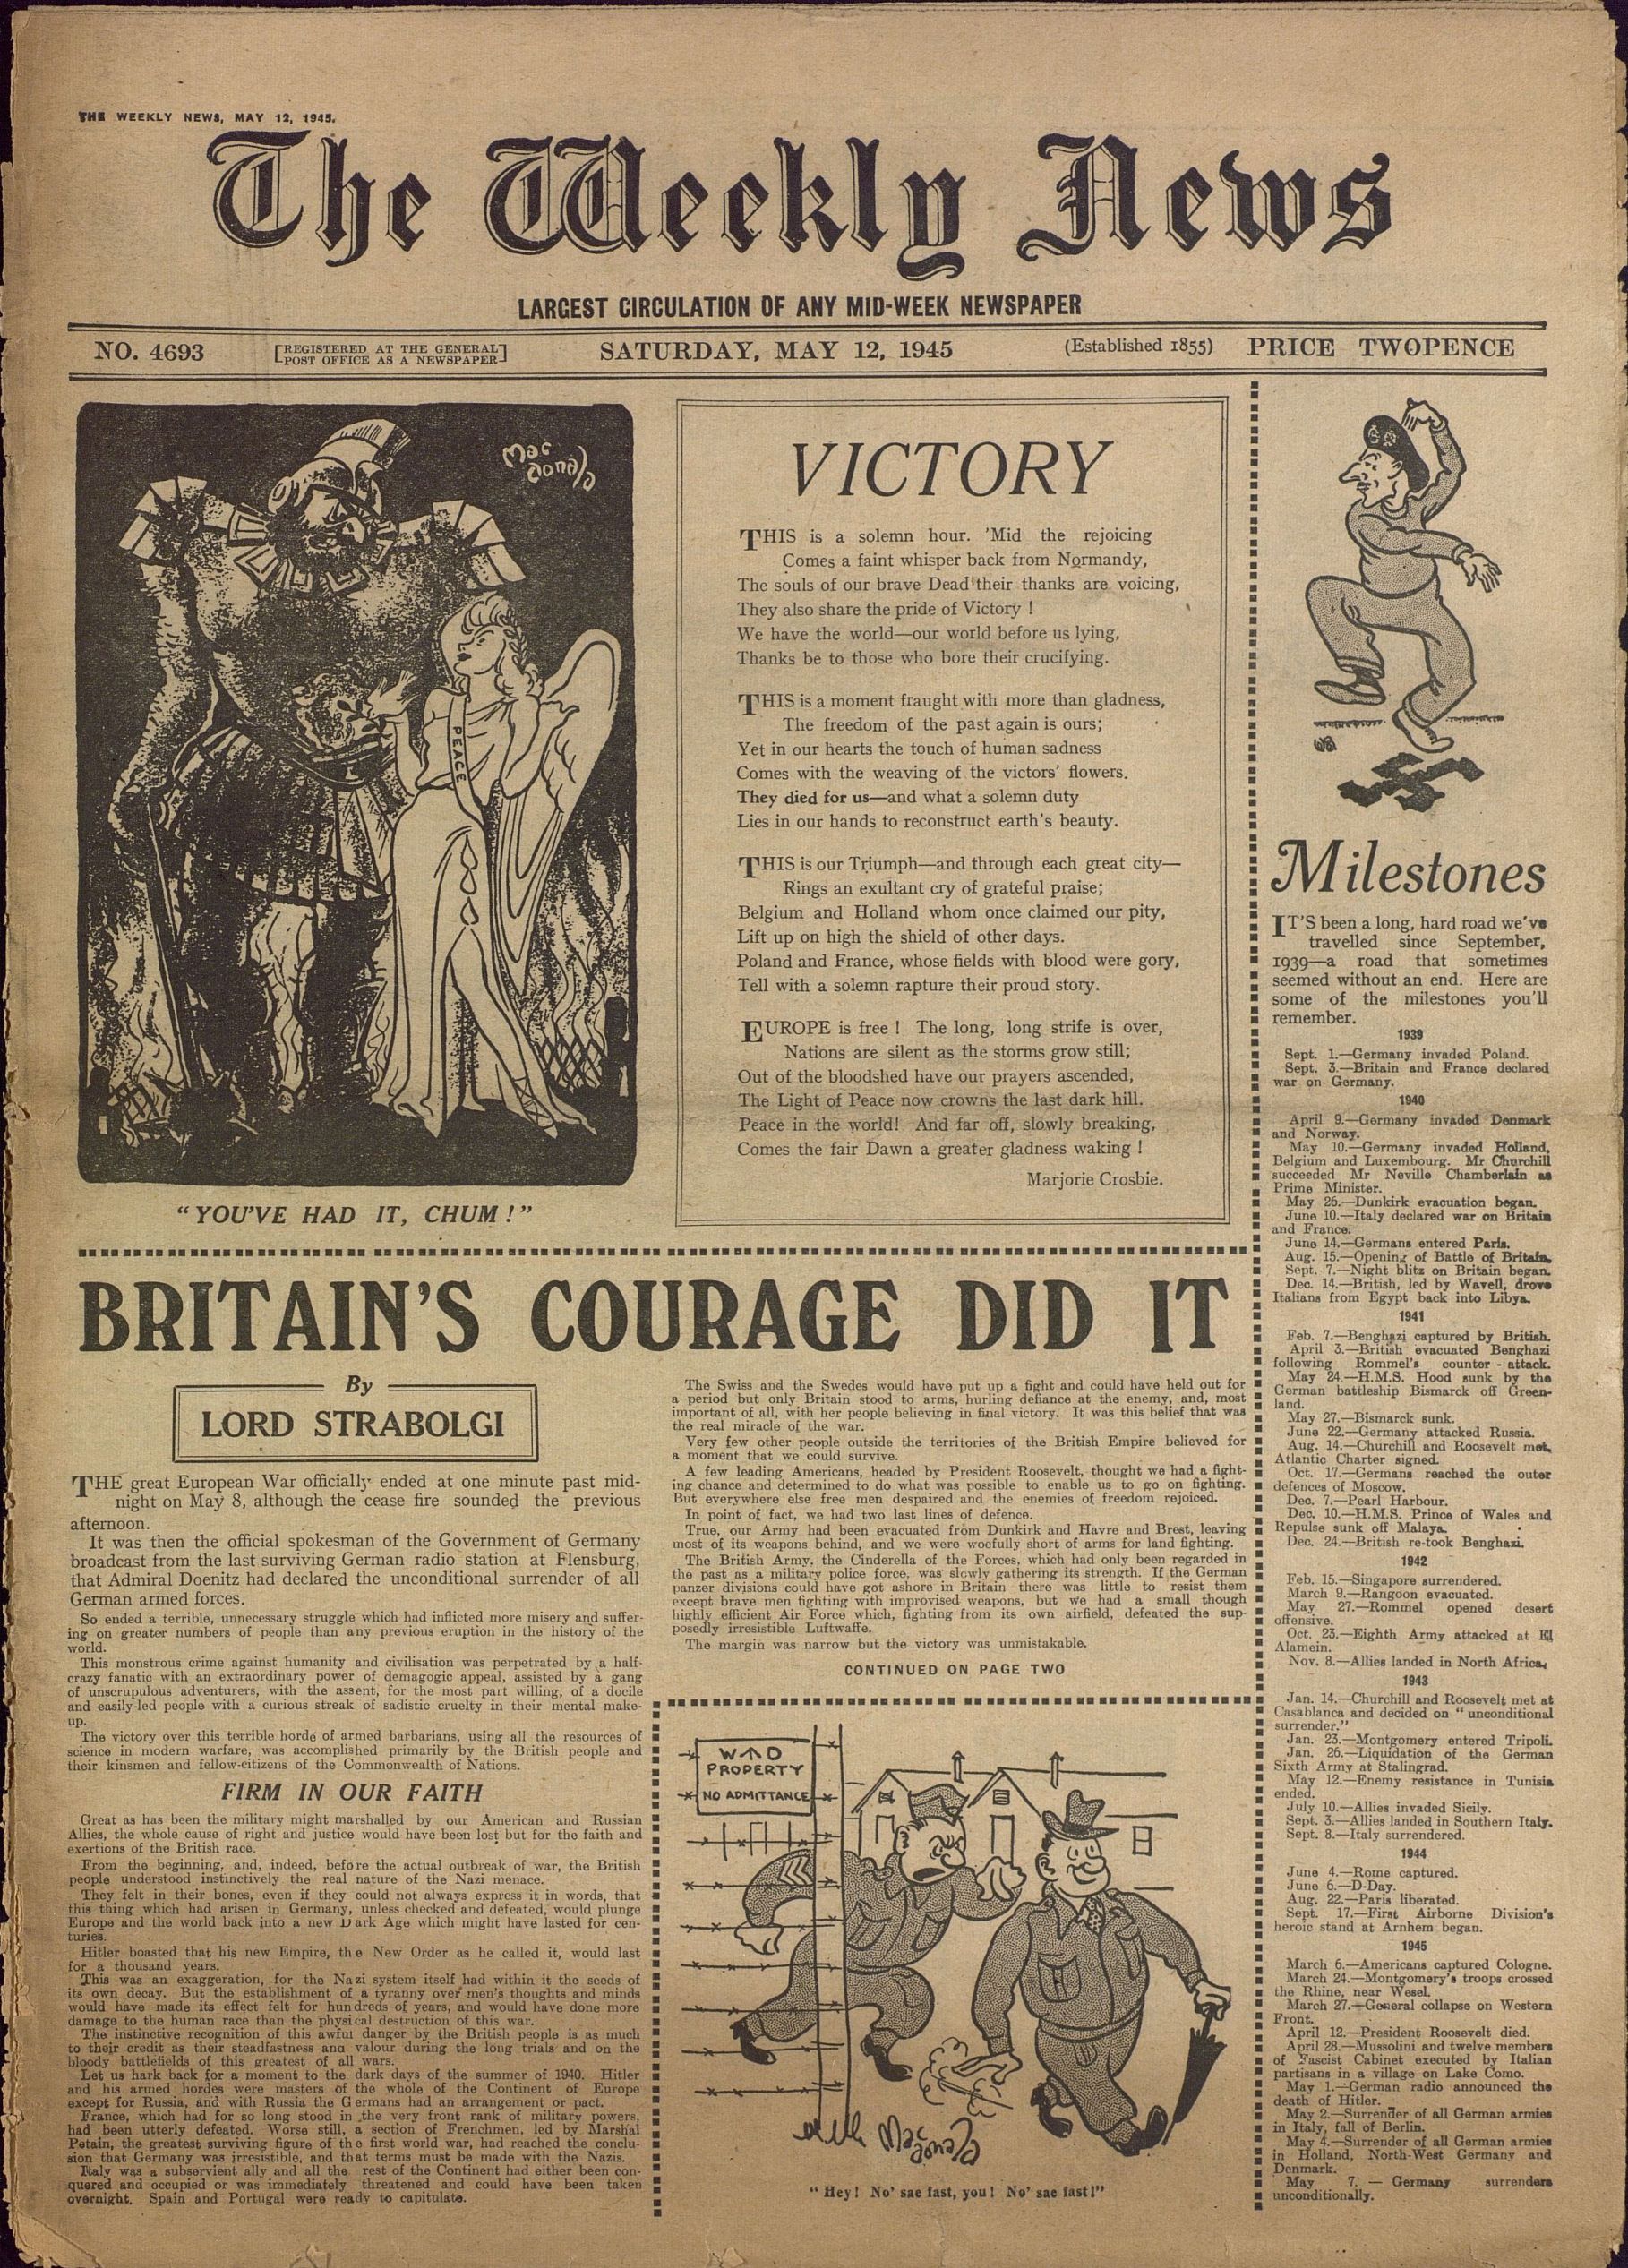 THE WEEKLY NEWS, MAY 12, 1945.
The Weekly News
LARGEST CIRCULATION OF ANY MID-WEEK NEWSPAPER
NO. 4693
[REGISTERED AT THE GENERAL
POST OFFICE AS A NEWSPAPER]
SATURDAY, MAY 12, 1945
(Established 1855)
PRICE TWOPENCE
Mac
donald
PEACE
"YOU'VE HAD IT, CHUM!"
VICTORY
THIS is a solemn hour. 'Mid the rejoicing
Comes a faint whisper back from Normandy,
The souls of our brave Dead their thanks are voicing,
They also share the pride of Victory !
We have the world—our world before us lying,
Thanks be to those who bore their crucifying.
THIS is a moment fraught with more than gladness,
The freedom of the past again is ours;
Yet in our hearts the touch of human sadness
Comes with the weaving of the victors' flowers.
They died for us—and what a solemn duty
Lies in our hands to reconstruct earth's beauty.
THIS is our Triumph—and through each great city—
Rings an exultant cry of grateful praise;
Belgium and Holland whom once claimed our pity,
Lift up on high the shield of other days.
Poland and France, whose fields with blood were gory,
Tell with a solemn rapture their proud story.
EUROPE is free ! The long, long strife is over,
Nations are silent as the storms grow still;
Out of the bloodshed have our prayers ascended,
The Light of Peace now crowns the last dark hill.
Peace in the world! And far off, slowly breaking,
Comes the fair Dawn a greater gladness waking !
Marjorie Crosbie.
BRITAIN'S COURAGE DID IT
By
LORD STRABOLGI
THE great European War officially ended at one minute past mid-
night on May 8, although the cease fire sounded the previous
afternoon.
It was then the official spokesman of the Government of Germany
broadcast from the last surviving German radio station at Flensburg,
that Admiral Doenitz had declared the unconditional surrender of all
German armed forces.
So ended a terrible, unnecessary struggle which had inflicted more misery and suffer-
ing on greater numbers of people than any previous eruption in the history of the
world.
This monstrous crime against humanity and civilisation was perpetrated by a half-
crazy fanatic with an extraordinary power of demagogic appeal, assisted by a gang
of unscrupulous adventurers, with the assent, for the most part willing, of a docile
and easily-led people with a curious streak of sadistic cruelty in their mental make-
up.
The victory over this terrible horde of armed barbarians, using all the resources of
science in modern warfare, was accomplished primarily by the British people and
their kinsmen and fellow-citizens of the Commonwealth of Nations.
FIRM IN OUR FAITH
Great as has been the military might marshalled by our American and Russian
Allies, the whole cause of right and justice would have been lost but for the faith and
exertions of the British race.
From the beginning, and, indeed, before the actual outbreak of war, the British
people understood instinctively the real nature of the Nazi menace.
They felt in their bones, even if they could not always express it in words, that
this thing which had arisen in Germany, unless checked and defeated, would plunge
Europe and the world back into a new Dark Age which might have lasted for cen-
turies.
Hitler boasted that his new Empire, the New Order as he called it, would last
for a thousand years.
This was an exaggeration, for the Nazi system itself had within it the seeds of
its own decay. But the establishment of a tyranny over men's thoughts and minds
would have made its effect felt for hundreds of years, and would have done more
damage to the human race than the physical destruction of this war.
The instinctive recognition of this awful danger by the British people is as much
to their credit as their steadfastness and valour during the long trials and on the
bloody battlefields of this greatest of all wars.
Let us hark back for a moment to the dark days of the summer of 1940. Hitler
and his armed hordes were masters of the whole of the Continent of Europe
except for Russia, and with Russia the Germans had an arrangement or pact.
France, which had for so long stood in the very front rank of military powers,
had been utterly defeated. Worse still, a section of Frenchmen, led by Marshal
Petain, the greatest surviving figure of the first world war, had reached the conclu-
sion that Germany was irresistible, and that terms must be made with the Nazis.
Italy was a subservient ally and all the rest of the Continent had either been con-
quered and occupied or was immediately threatened and could have been taken
overnight. Spain and Portugal were ready to capitulate.
The Swiss and the Swedes would have put up a fight and could have held out for
a period but only Britain stood to arms, hurling defiance at the enemy, and, most
important of all, with her people believing in final victory. It was this belief that was
the real miracle of the war.
Very few other people outside the territories of the British Empire believed for
a moment that we could survive.
A few leading Americans, headed by President Roosevelt, thought we had a fight-
ing chance and determined to do what was possible to enable us to go on fighting.
But everywhere else free men despaired and the enemies of freedom rejoiced.
In point of fact, we had two last lines of defence.
True, our Army had been evacuated from Dunkirk and Havre and Brest, leaving
most of its weapons behind, and we were woefully short of arms for land fighting.
The British Army, the Cinderella of the Forces, which had only been regarded in
the past as a military police force, was slowly gathering its strength. If the German
panzer divisions could have got ashore in Britain there was little to resist them
except brave men fighting with improvised weapons, but we had a small though
highly efficient Air Force which, fighting from its own airfield, defeated the sup-
posedly irresistible Luftwaffe.
The margin was narrow but the victory was unmistakable.
CONTINUED ON PAGE TWO
W↑D
PROPERTY
NO ADMITTANCE
Mac
donald
"Hey! No' sae fast, you! No' sae fast!"
Milestones
IT'S been a long, hard road we've
travelled since September,
1939—a road that sometimes
seemed without an end. Here are
some of the milestones you'll
remember.
1939
Sept. 1.—Germany invaded Poland.
Sept. 3.—Britain and France declared
war on Germany.
1940
April 9.—Germany invaded Denmark
and Norway.
May 10.—Germany invaded Holland,
Belgium and Luxembourg. Mr Churchill
succeeded Mr Neville Chamberlain as
Prime Minister.
May 26.—Dunkirk evacuation began.
June 10.—Italy declared war on Britain
and France.
June 14.—Germans entered Paris.
Aug. 15.—Opening of Battle of Britain.
Sept. 7.—Night blitz on Britain began.
Dec. 14.—British, led by Wavell, drove
Italians from Egypt back into Libya.
1941
Feb. 7.—Benghazi captured by British.
April 3.—British evacuated Benghazi
following Rommel's counter-attack.
May 24.—H.M.S. Hood sunk by the
German battleship Bismarck off Green-
land.
May 27.—Bismarck sunk.
June 22.—Germany attacked Russia.
Aug. 14.—Churchill and Roosevelt met.
Atlantic Charter signed.
Oct. 17.—Germans reached the outer
defences of Moscow.
Dec. 7.—Pearl Harbour.
Dec. 10.—H.M.S. Prince of Wales and
Repulse sunk off Malaya.
Dec. 24.—British re-took Benghazi.
1942
Feb. 15.—Singapore surrendered.
March 9.—Rangoon evacuated.
May 27.—Rommel opened desert
offensive.
Oct. 23.—Eighth Army attacked at El
Alamein.
Nov. 8.—Allies landed in North Africa.
1943
Jan. 14.—Churchill and Roosevelt met at
Casablanca and decided on "unconditional
surrender."
Jan. 23.—Montgomery entered Tripoli.
Jan. 26.—Liquidation of the German
Sixth Army at Stalingrad.
May 12.—Enemy resistance in Tunisia
ended.
July 10.—Allies invaded Sicily.
Sept. 3.—Allies landed in Southern Italy.
Sept. 8.—Italy surrendered.
1944
June 4.—Rome captured.
June 6.—D-Day.
Aug. 22.—Paris liberated.
Sept. 17.—First Airborne Division's
heroic stand at Arnhem began.
1945
March 6.—Americans captured Cologne.
March 24.—Montgomery's troops crossed
the Rhine, near Wesel.
March 27.—General collapse on Western
Front.
April 12.—President Roosevelt died.
April 28.—Mussolini and twelve members
of Fascist Cabinet executed by Italian
partisans in a village on Lake Como.
May 1.—German radio announced the
death of Hitler.
May 2.—Surrender of all German armies
in Italy, fall of Berlin.
May 4.—Surrender of all German armies
in Holland, North-West Germany and
Denmark.
May 7. — Germany surrenders
unconditionally.